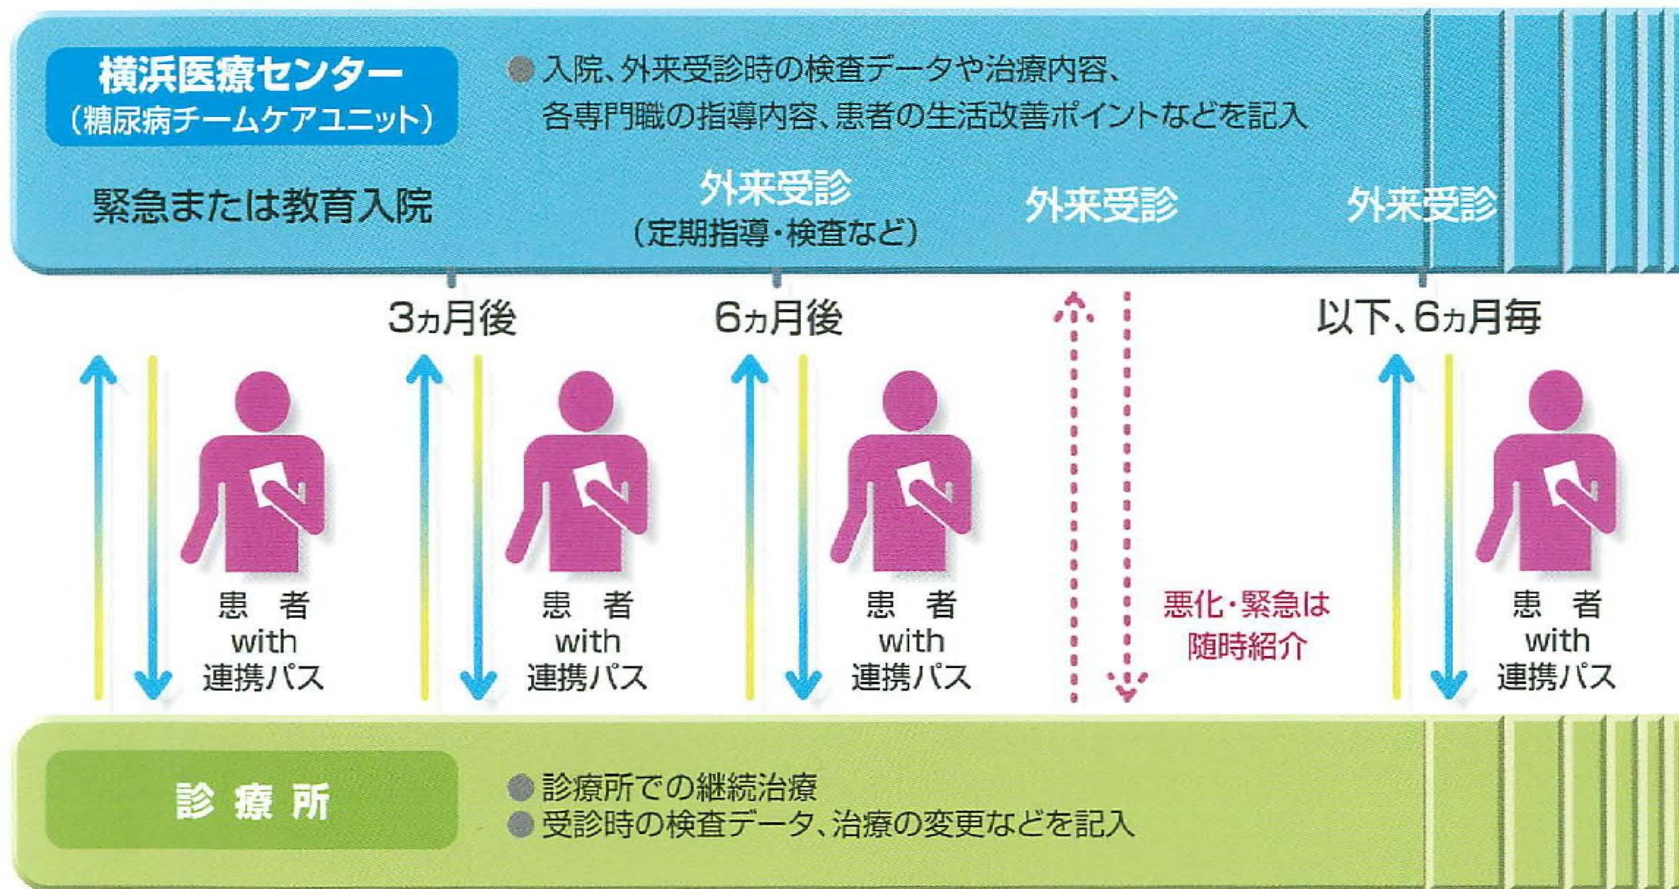 横浜医療センター
（糖尿病チームケアユニット）
●入院、外来受診時の検査データや治療内容、
各専門職の指導内容、患者の生活改善ポイントなどを記入
緊急または教育入院
外来受診
（定期指導・検査など）
外来受診
外来受診
3ヵ月後
6ヵ月後
以下、6ヵ月毎
患　者
with
連携パス
患　者
with
連携パス
患　者
with
連携パス
悪化・緊急は
随時紹介
患　者
with
連携パス
診 療 所
●診療所での継続治療
●受診時の検査データ、治療の変更などを記入